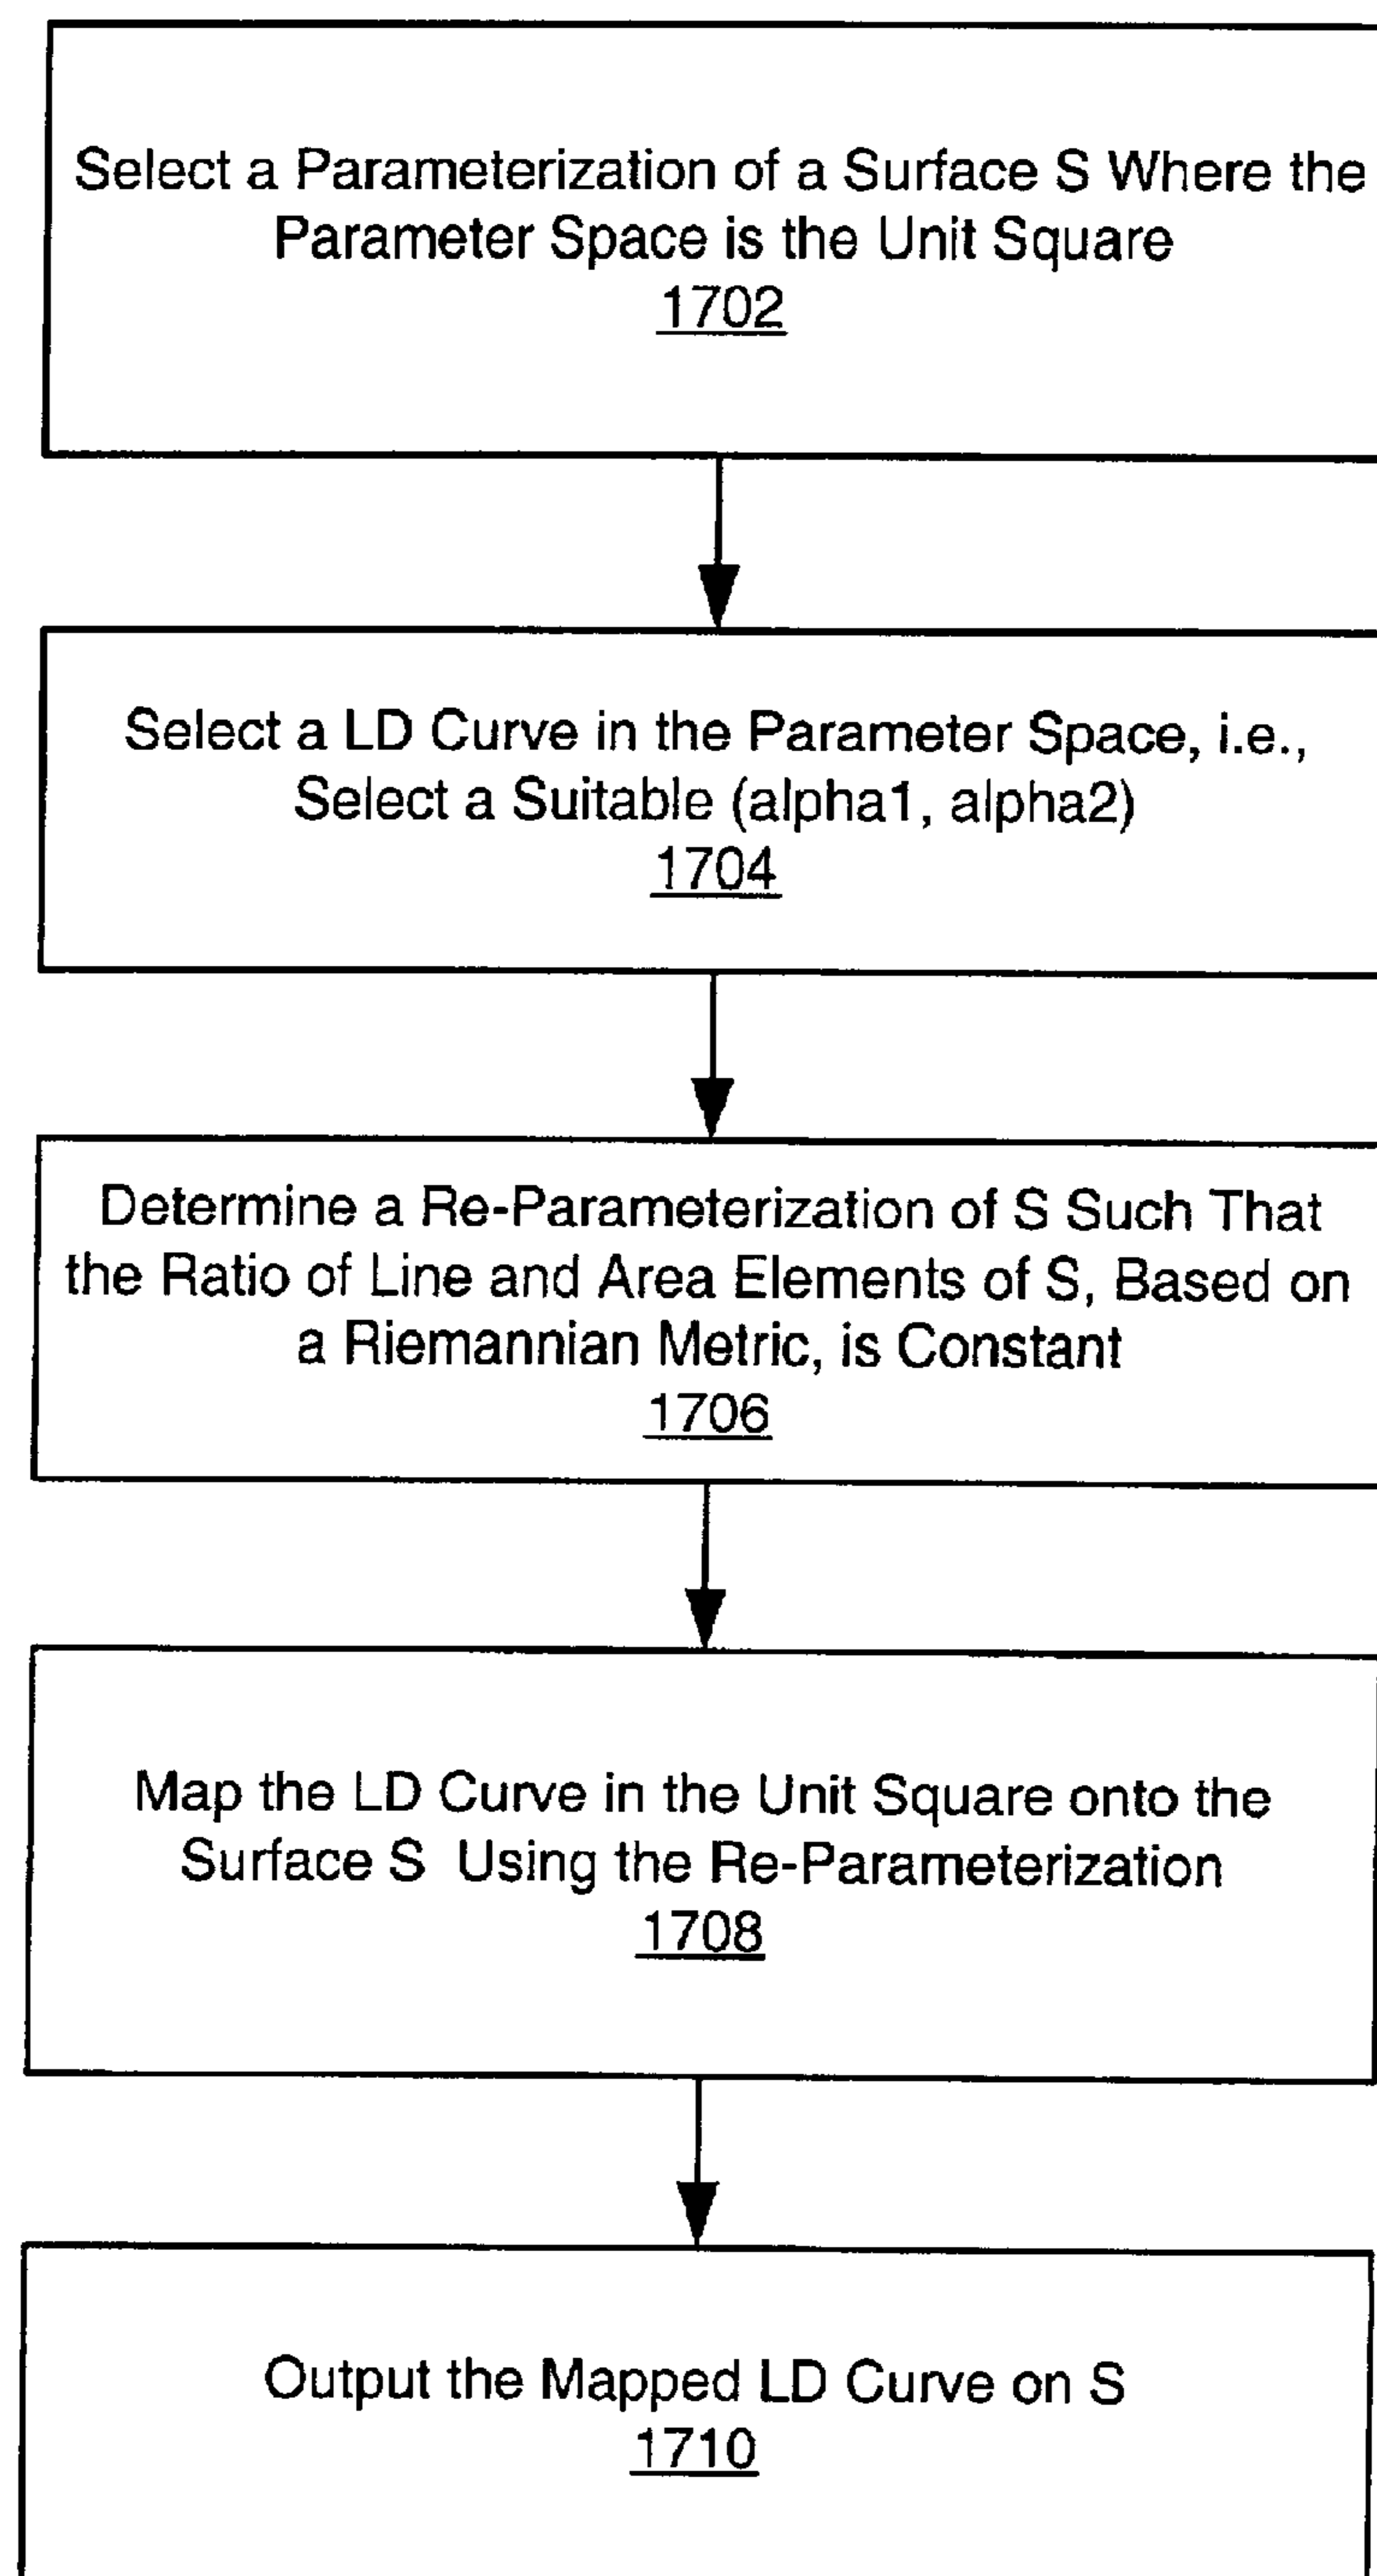 Select a Parameterization of a Surface S Where the
Parameter Space is the Unit Square
1702
Select a LD Curve in the Parameter Space, i.e.,
Select a Suitable (alpha1, alpha2)
1704
Determine a Re-Parameterization of S Such That
the Ratio of Line and Area Elements of S, Based on
a Riemannian Metric, is Constant
1706
Map the LD Curve in the Unit Square onto the
Surface S Using the Re-Parameterization
1708
Output the Mapped LD Curve on S
1710